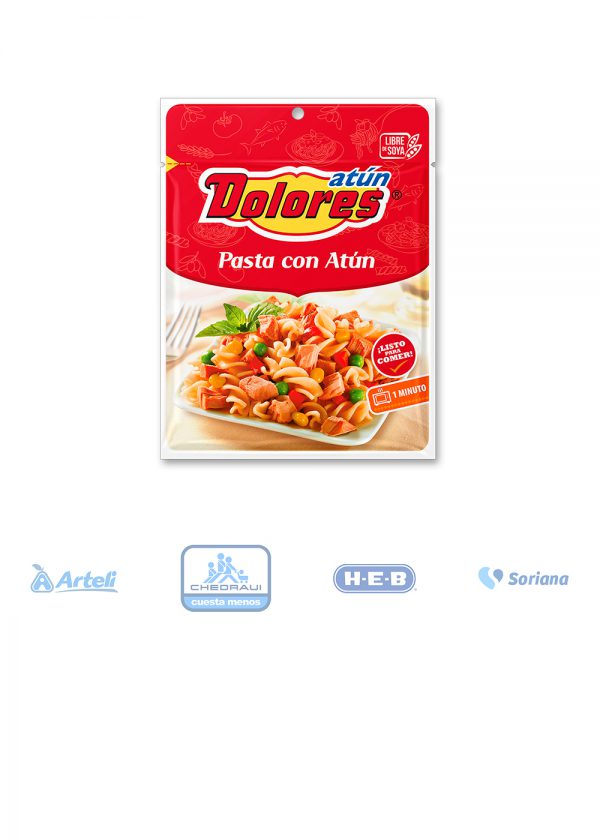 LIBRE
DE SOYA
atún
Dolores®
Pasta con Atún
¡LISTO
PARA
COMER!
1 MINUTO
Arteli
CHEDRAUI
cuesta menos
H-E-B
Soriana